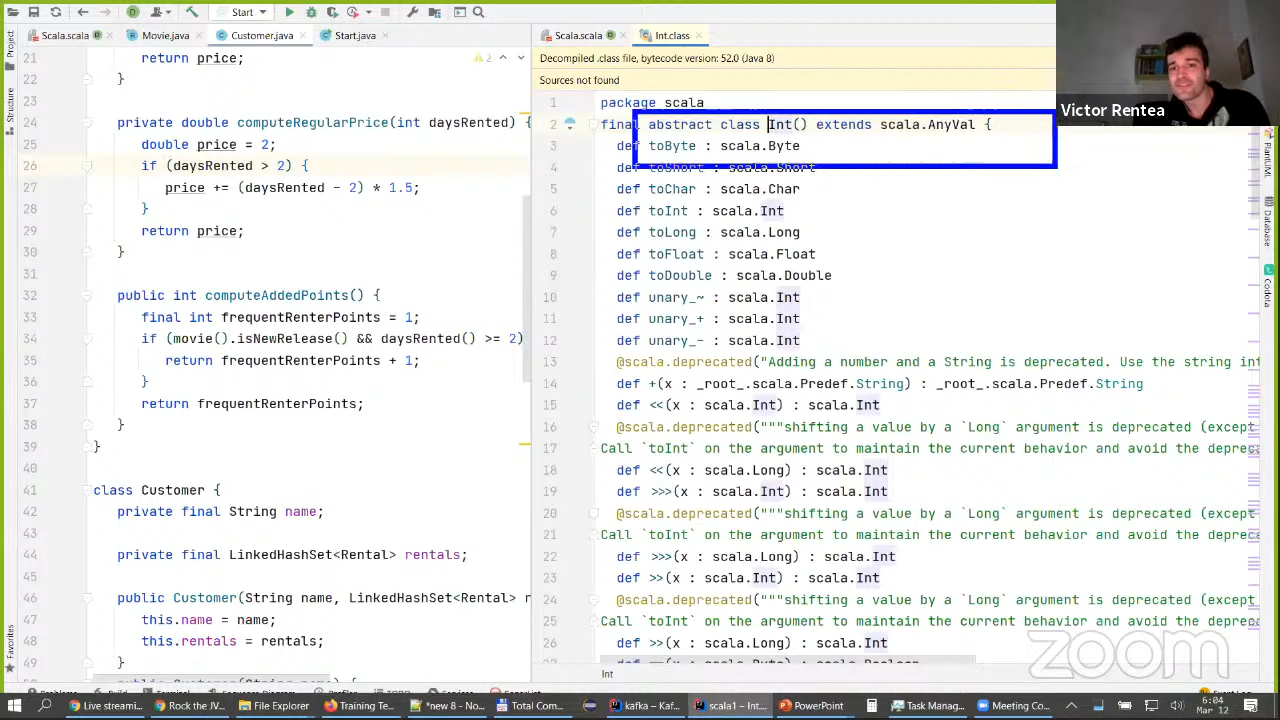 Start
Scala.scala
Movie.java
Customer.java
Start.java
Scala.scala
Int.class
Project
Structure
Favorites
PlantUML
Database
Codota
Decompiled .class file, bytecode version: 52.0 (Java 8)
Sources not found
Victor Rentea
2
21 return price;
22 }
23
24 private double computeRegularPrice(int daysRented) {
25 double price = 2;
26 if (daysRented > 2) {
27 price += (daysRented - 2) * 1.5;
28 }
29 return price;
30 }
31
32 public int computeAddedPoints() {
33 final int frequentRenterPoints = 1;
34 if (movie().isNewRelease() && daysRented() >= 2)
35 return frequentRenterPoints + 1;
36 }
37 return frequentRenterPoints;
38 }
39 }
40
41 class Customer {
42 private final String name;
43
44 private final LinkedHashSet<Rental> rentals;
45
46 public Customer(String name, LinkedHashSet<Rental> r
47 this.name = name;
48 this.rentals = rentals;
49 }
1 package scala
2 final abstract class Int() extends scala.AnyVal {
def toByte : scala.Byte
def toShort : scala.Short
5 def toChar : scala.Char
6 def toInt : scala.Int
7 def toLong : scala.Long
8 def toFloat : scala.Float
9 def toDouble : scala.Double
10 def unary_~ : scala.Int
11 def unary_+ : scala.Int
12 def unary_- : scala.Int
13 @scala.deprecated("Adding a number and a String is deprecated. Use the string int
14 def +(x : _root_.scala.Predef.String) : _root_.scala.Predef.String
15 def <<(x : scala.Int) : scala.Int
16 @scala.deprecated("""shifting a value by a `Long` argument is deprecated (except
17 Call `toInt` on the argument to maintain the current behavior and avoid the depre
18 def <<(x : scala.Long) : scala.Int
19 def >>>(x : scala.Int) : scala.Int
20 @scala.deprecated("""shifting a value by a `Long` argument is deprecated (except
21 Call `toInt` on the argument to maintain the current behavior and avoid the depre
22 def >>>(x : scala.Long) : scala.Int
23 def >>(x : scala.Int) : scala.Int
24 @scala.deprecated("""shifting a value by a `Long` argument is deprecated (except
25 Call `toInt` on the argument to maintain the current behavior and avoid the depre
26 def >>(x : scala.Long) : scala.Int
Int
zoom
Live streami...
Rock the JV...
File Explorer
Training Te...
*new 8 - No...
Total Com...
kafka – Kaf...
scala1 – Int...
PowerPoint
Task Manag...
Meeting Co...
6:04
Mar 12